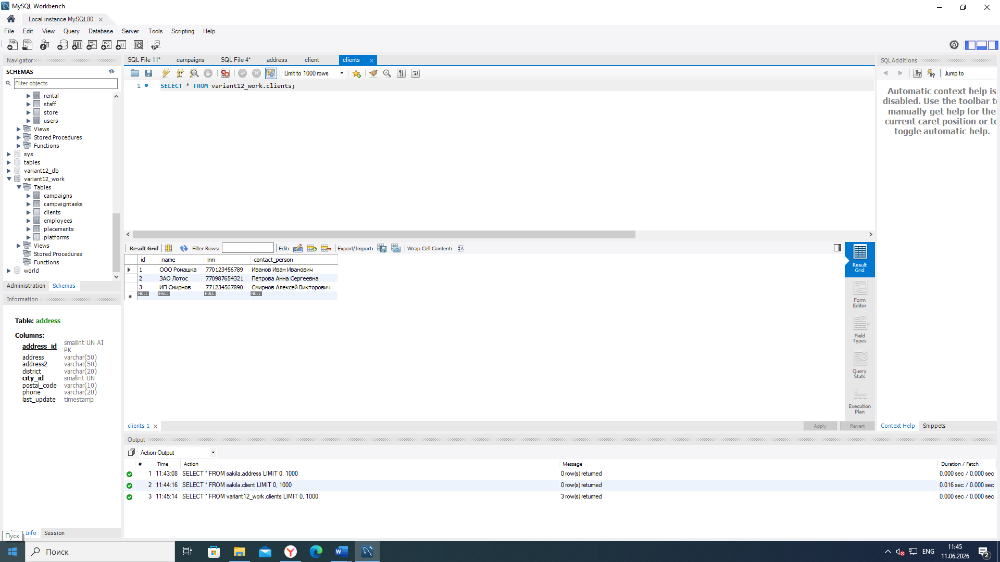 MySQL Workbench
Local instance MySQL80
File Edit View Query Database Server Tools Scripting Help
Navigator
SCHEMAS
Filter objects
rental
staff
store
users
Views
Stored Procedures
Functions
sys
tables
variant12_db
variant12_work
Tables
campaigns
campaigntasks
clients
employees
placements
platforms
Views
Stored Procedures
Functions
world
Administration Schemas
Information
Table: address
Columns:
address_id smallint UN AI PK
address varchar(50)
address2 varchar(50)
district varchar(20)
city_id smallint UN
postal_code varchar(10)
phone varchar(20)
last_update timestamp
Info Session
Пуск
SQL File 11* campaigns SQL File 4* address client clients
Limit to 1000 rows
1 SELECT * FROM variant12_work.clients;
Result Grid Filter Rows: Edit: Export/Import: Wrap Cell Content:
id name inn contact_person
1 ООО Ромашка 770123456789 Иванов Иван Иванович
2 ЗАО Лотос 770987654321 Петрова Анна Сергеевна
3 ИП Смирнов 771234567890 Смирнов Алексей Викторович
NULL NULL NULL NULL
Result Grid
Form Editor
Field Types
Query Stats
Execution Plan
clients 1 Apply Revert
SQLAdditions
Jump to
Automatic context help is
disabled. Use the toolbar to
manually get help for the
current caret position or to
toggle automatic help.
Context Help Snippets
Output
Action Output
# Time Action Message Duration / Fetch
1 11:43:08 SELECT * FROM sakila.address LIMIT 0, 1000 0 row(s) returned 0.000 sec / 0.000 sec
2 11:44:16 SELECT * FROM sakila.client LIMIT 0, 1000 0 row(s) returned 0.016 sec / 0.000 sec
3 11:45:14 SELECT * FROM variant12_work.clients LIMIT 0, 1000 3 row(s) returned 0.000 sec / 0.000 sec
Поиск
ENG
11:45
11.06.2026
2